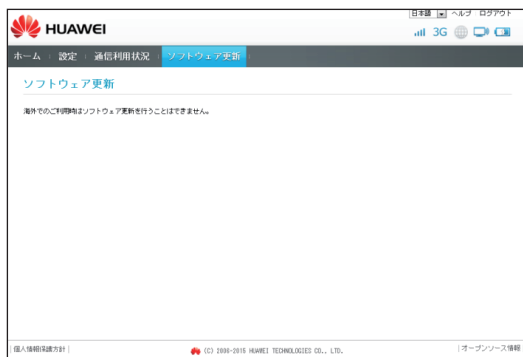 日本語 ヘルプ ログアウト
HUAWEI
3G
ホーム 設定 通信利用状況 ソフトウェア更新
ソフトウェア更新
海外でのご利用時はソフトウェア更新を行うことはできません。
個人情報保護方針 | (C) 2006-2015 HUAWEI TECHNOLOGIES CO., LTD. | オープンソース情報